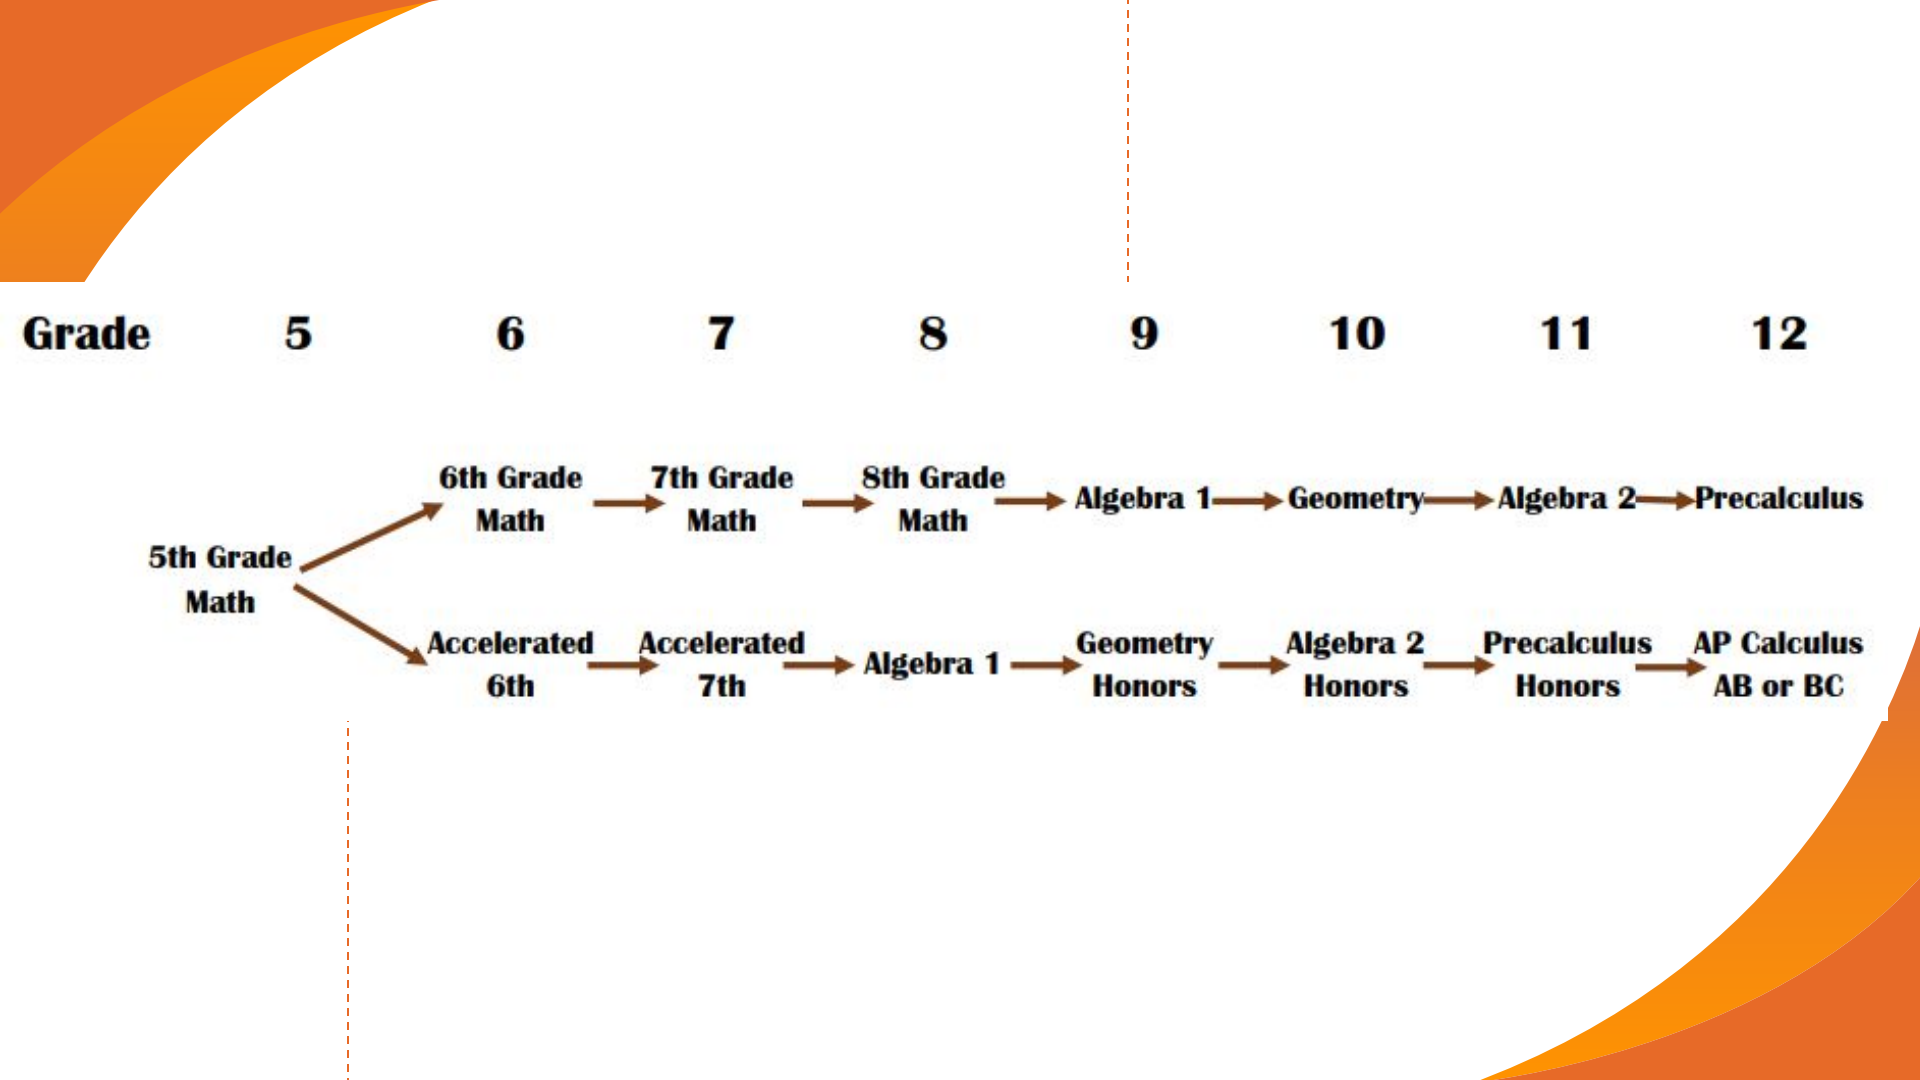 Grade 5 6 7 8 9 10 11 12
6th Grade
Math
7th Grade
Math
8th Grade
Math
Algebra 1
Geometry
Algebra 2
Precalculus
5th Grade
Math
Accelerated
6th
Accelerated
7th
Algebra 1
Geometry
Honors
Algebra 2
Honors
Precalculus
Honors
AP Calculus
AB or BC